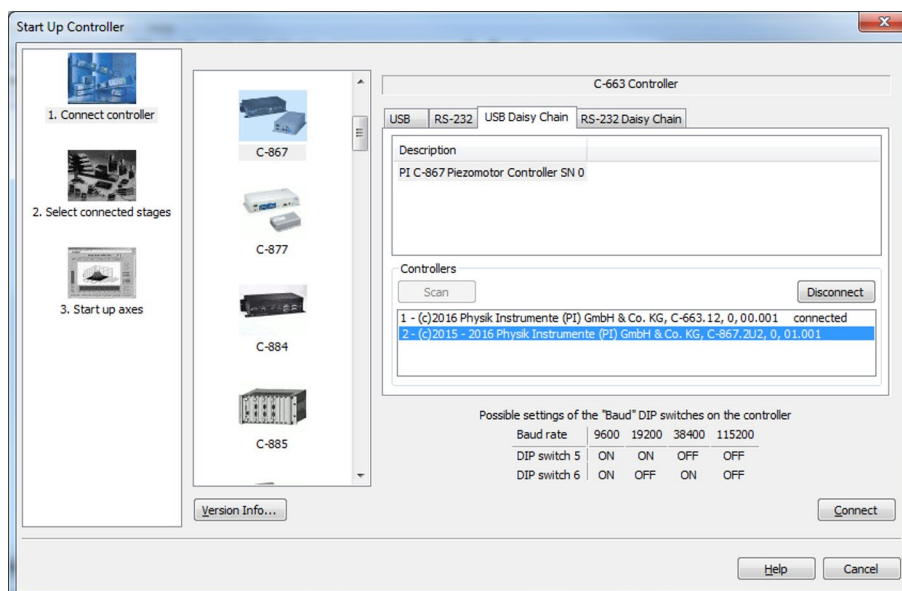 Start Up Controller
1. Connect controller
2. Select connected stages
3. Start up axes
C-867
C-877
C-884
C-885
Version Info...
C-663 Controller
USB
RS-232
USB Daisy Chain
RS-232 Daisy Chain
Description
PI C-867 Piezomotor Controller SN 0
Controllers
Scan
Disconnect
1 - (c)2016 Physik Instrumente (PI) GmbH & Co. KG, C-663.12, 0, 00.001 connected
2 - (c)2015 - 2016 Physik Instrumente (PI) GmbH & Co. KG, C-867.2U2, 0, 01.001
Possible settings of the "Baud" DIP switches on the controller
Baud rate 9600 19200 38400 115200
DIP switch 5 ON ON OFF OFF
DIP switch 6 ON OFF ON OFF
Connect
Help
Cancel